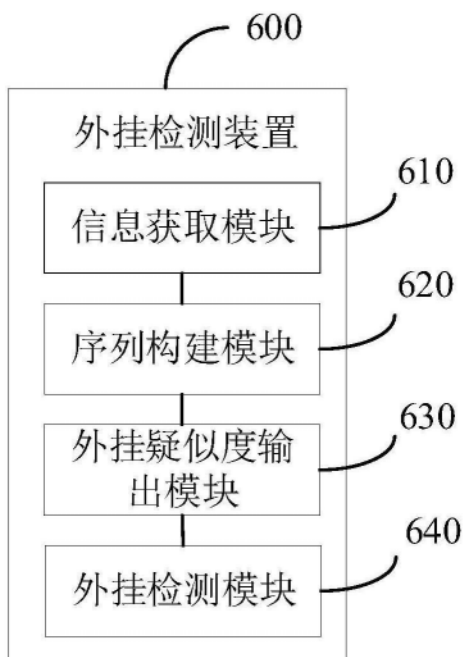 600
外挂检测装置
610
信息获取模块
620
序列构建模块
630
外挂疑似度输
出模块
640
外挂检测模块